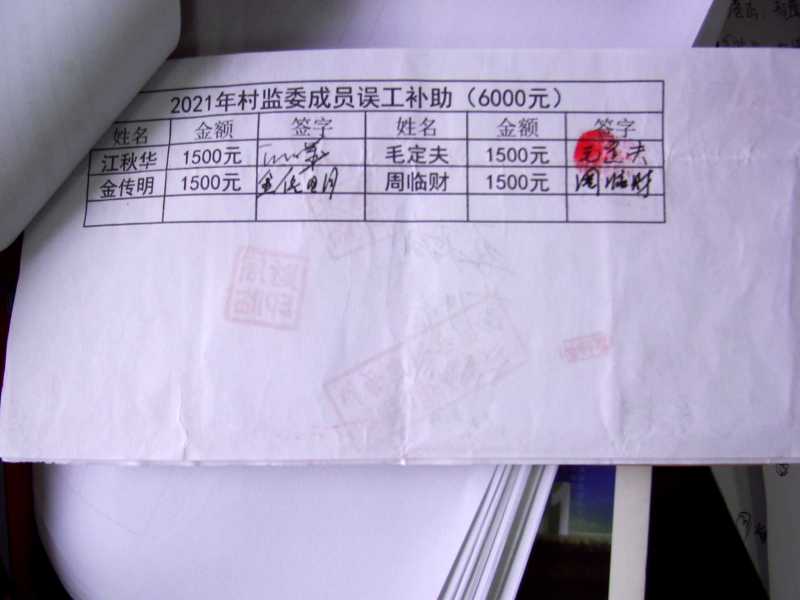 2021年村监委成员误工补助（6000元）
姓名 金额 签字 姓名 金额 签字
江秋华 1500元 毛定夫 1500元 毛定夫
金传明 1500元 金传明 周临财 1500元 周临财